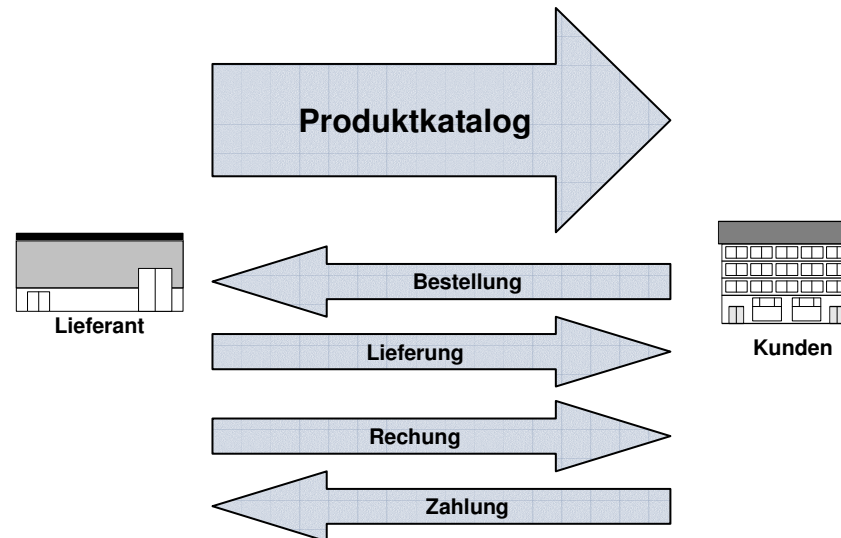 Produktkatalog
Bestellung
Lieferant
Lieferung
Kunden
Rechung
Zahlung